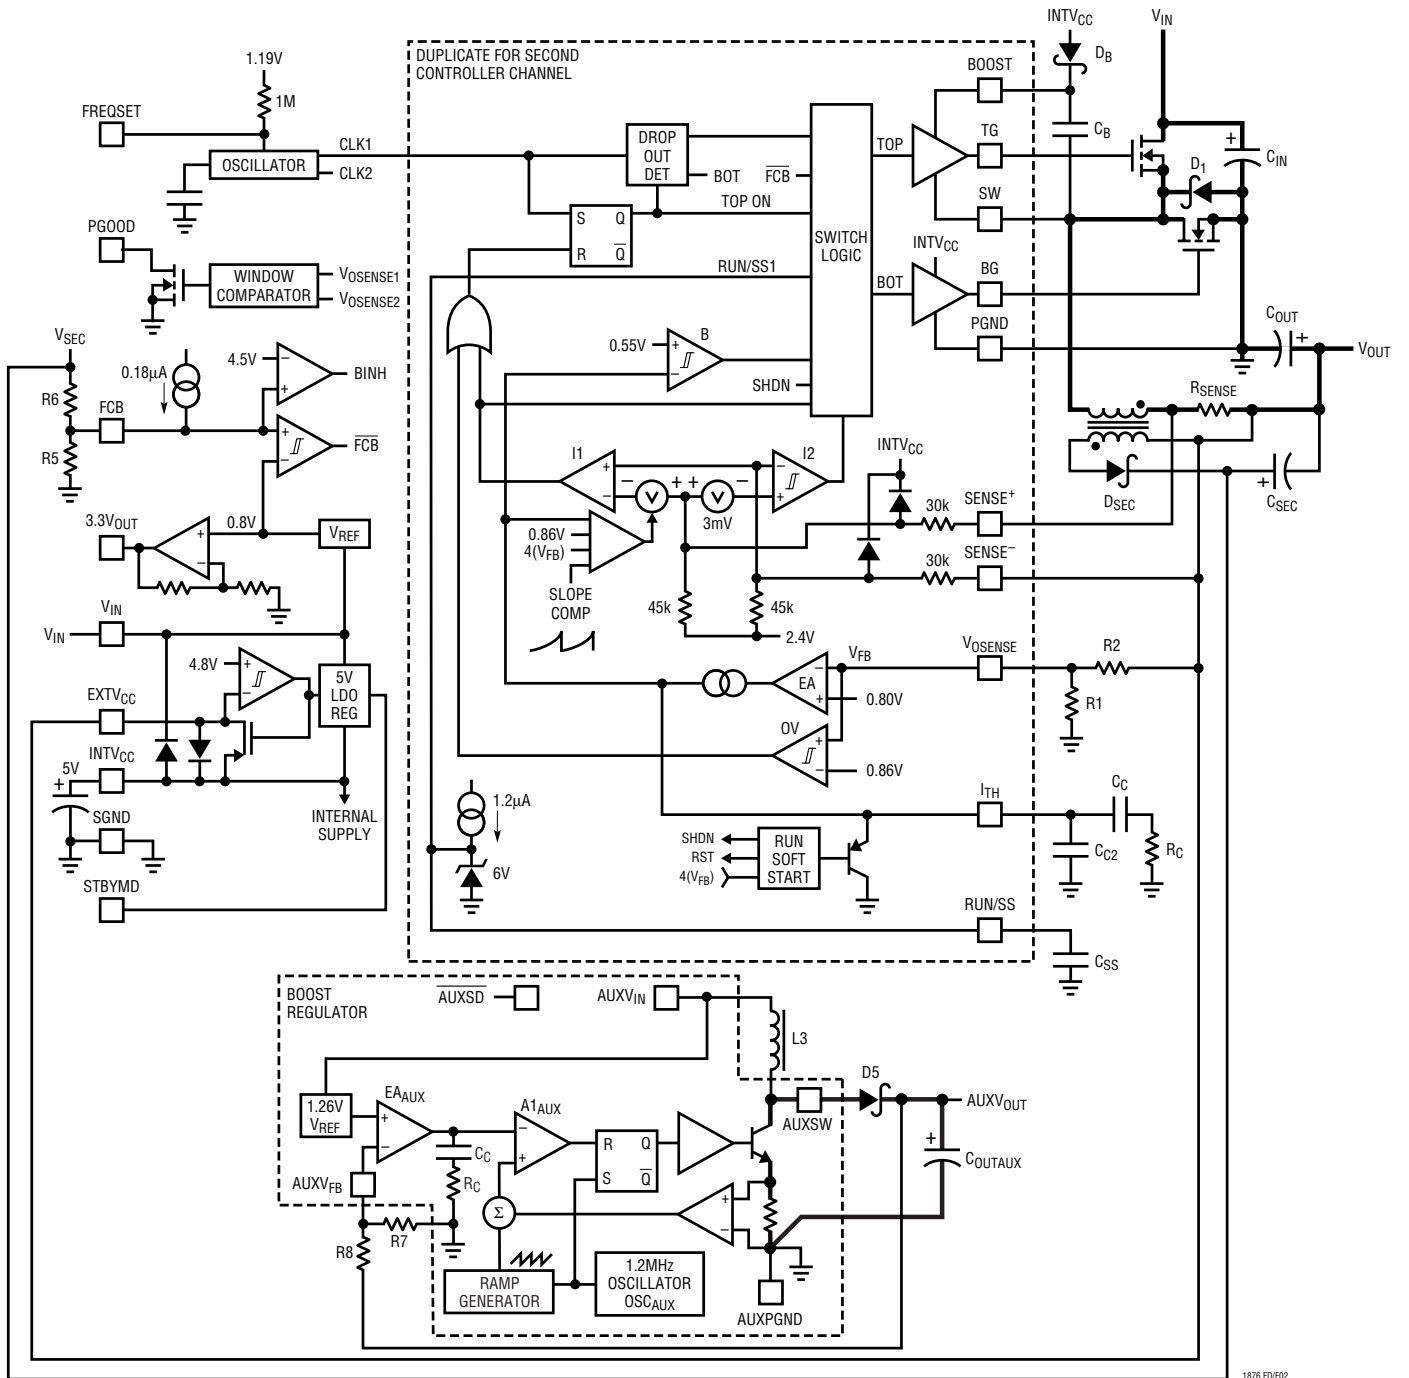 DUPLICATE FOR SECOND
CONTROLLER CHANNEL
INTVCC
VIN
DB
BOOST
1.19V
1M
FREQSET
OSCILLATOR
CLK1
CLK2
DROP
OUT
DET
BOT
FCB
TOP ON
S Q
R Q
TOP
TG
CB
CIN
D1
SW
SWITCH
LOGIC
INTVCC
BOT
BG
PGND
PGOOD
WINDOW
COMPARATOR
VOSENSE1
VOSENSE2
RUN/SS1
COUT
+
VOUT
VSEC
0.18µA
4.5V
−
+
BINH
R6
FCB
R5
+
−
FCB
0.55V
+
−
B
SHDN
RSENSE
DSEC
+
CSEC
I1
+
−
− + + −
V V
3mV
I2
−
+
INTVCC
30k
SENSE+
30k
SENSE−
0.86V
4(VFB)
SLOPE
COMP
45k
45k
2.4V
3.3VOUT
0.8V
VREF
+
−
VIN
VIN
4.8V
+
−
5V
LDO
REG
EXTVCC
INTVCC
5V
+
SGND
INTERNAL
SUPPLY
STBYMD
VFB
−
EA
+
0.80V
VOSENSE
R2
R1
OV
+
−
0.86V
1.2µA
6V
ITH
CC
CC2
RC
SHDN
RST
4(VFB)
RUN
SOFT
START
RUN/SS
CSS
BOOST
REGULATOR
AUXSD
AUXVIN
L3
1.26V
VREF
EAAUX
+
−
A1AUX
−
+
CC
RC
R Q
S Q
AUXSW
D5
AUXVOUT
+
COUTAUX
AUXVFB
Σ
+
−
R7
R8
RAMP
GENERATOR
1.2MHz
OSCILLATOR
OSCAUX
AUXPGND
1876 FD/F02